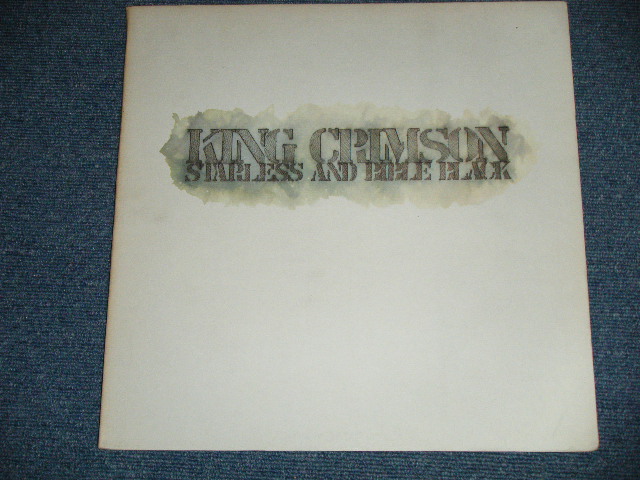 KING CRIMSON
STARLESS AND BIBLE BLACK